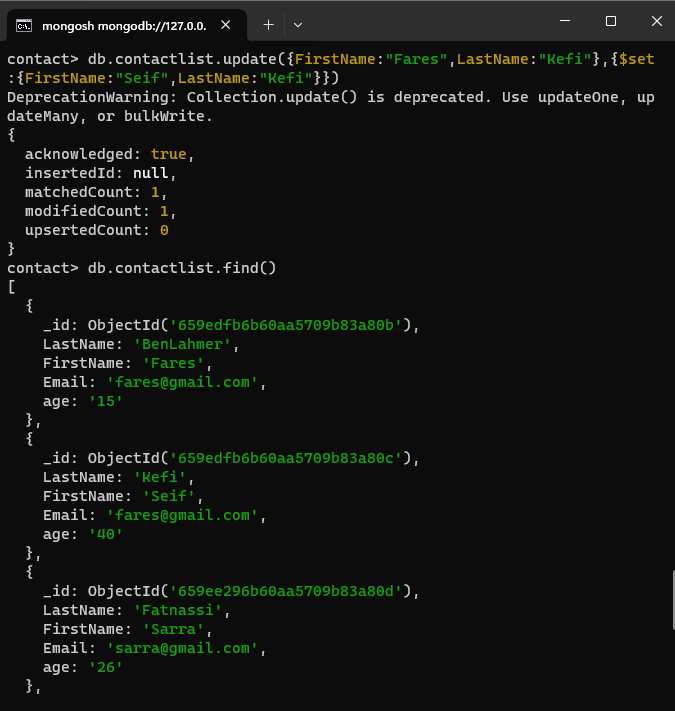 mongosh mongodb://127.0.0.
contact> db.contactlist.update({FirstName:"Fares",LastName:"Kefi"},{$set
:{FirstName:"Seif",LastName:"Kefi"}})
DeprecationWarning: Collection.update() is deprecated. Use updateOne, up
dateMany, or bulkWrite.
{
  acknowledged: true,
  insertedId: null,
  matchedCount: 1,
  modifiedCount: 1,
  upsertedCount: 0
}
contact> db.contactlist.find()
[
  {
    _id: ObjectId('659edfb6b60aa5709b83a80b'),
    LastName: 'BenLahmer',
    FirstName: 'Fares',
    Email: 'fares@gmail.com',
    age: '15'
  },
  {
    _id: ObjectId('659edfb6b60aa5709b83a80c'),
    LastName: 'Kefi',
    FirstName: 'Seif',
    Email: 'fares@gmail.com',
    age: '40'
  },
  {
    _id: ObjectId('659ee296b60aa5709b83a80d'),
    LastName: 'Fatnassi',
    FirstName: 'Sarra',
    Email: 'sarra@gmail.com',
    age: '26'
  },